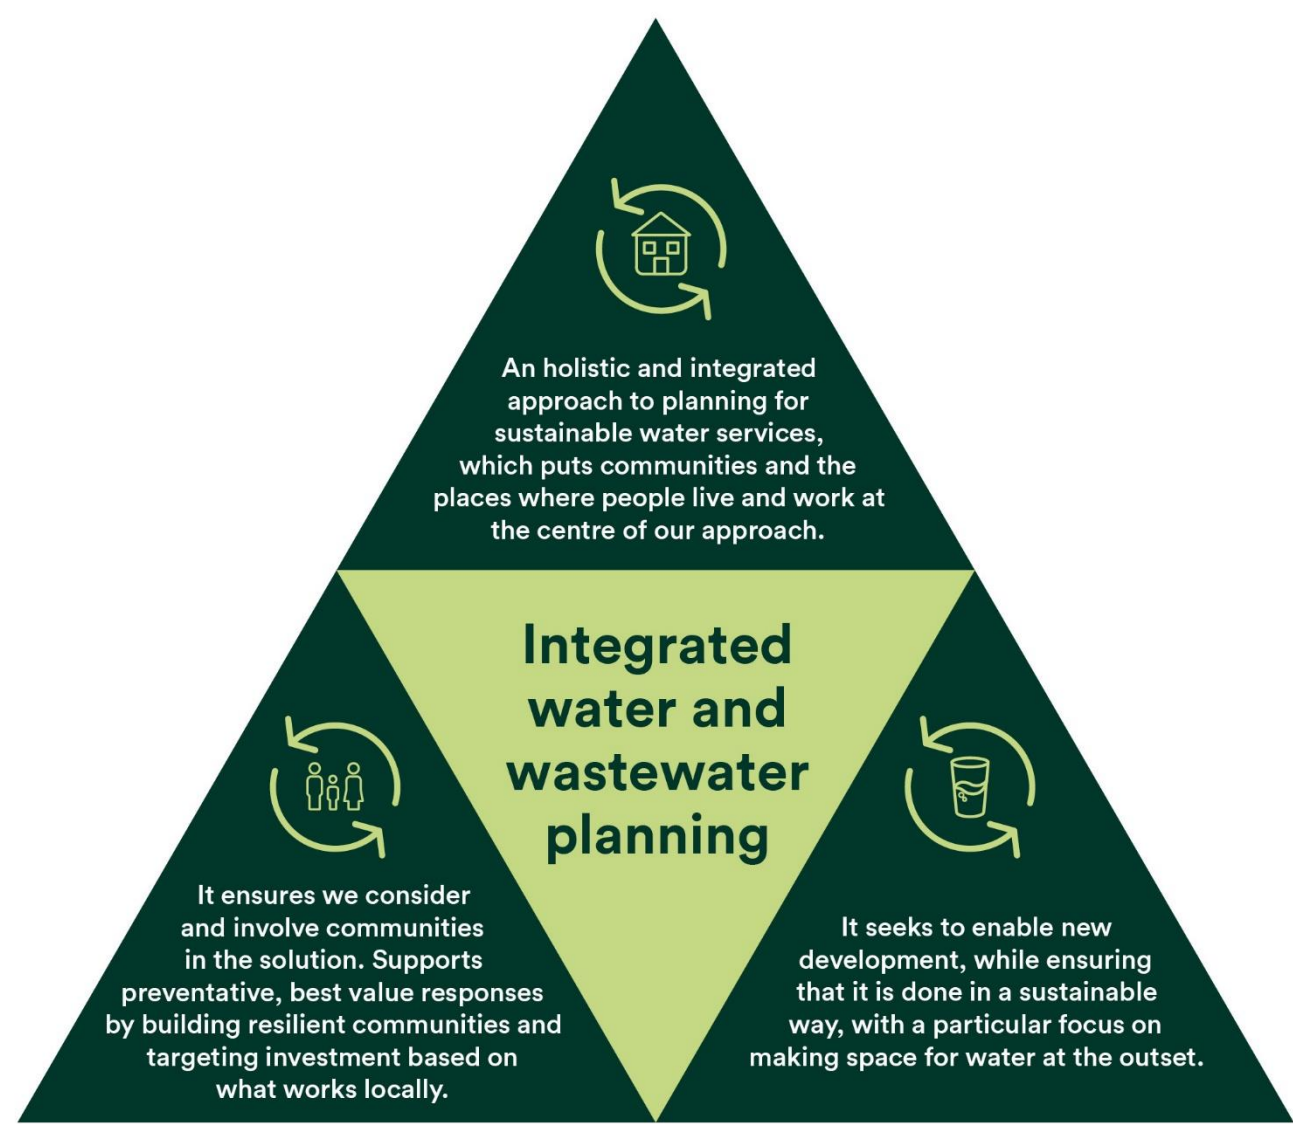 An holistic and integrated
approach to planning for
sustainable water services,
which puts communities and the
places where people live and work at
the centre of our approach.
Integrated
water and
wastewater
planning
It ensures we consider
and involve communities
in the solution. Supports
preventative, best value responses
by building resilient communities and
targeting investment based on
what works locally.
It seeks to enable new
development, while ensuring
that it is done in a sustainable
way, with a particular focus on
making space for water at the outset.